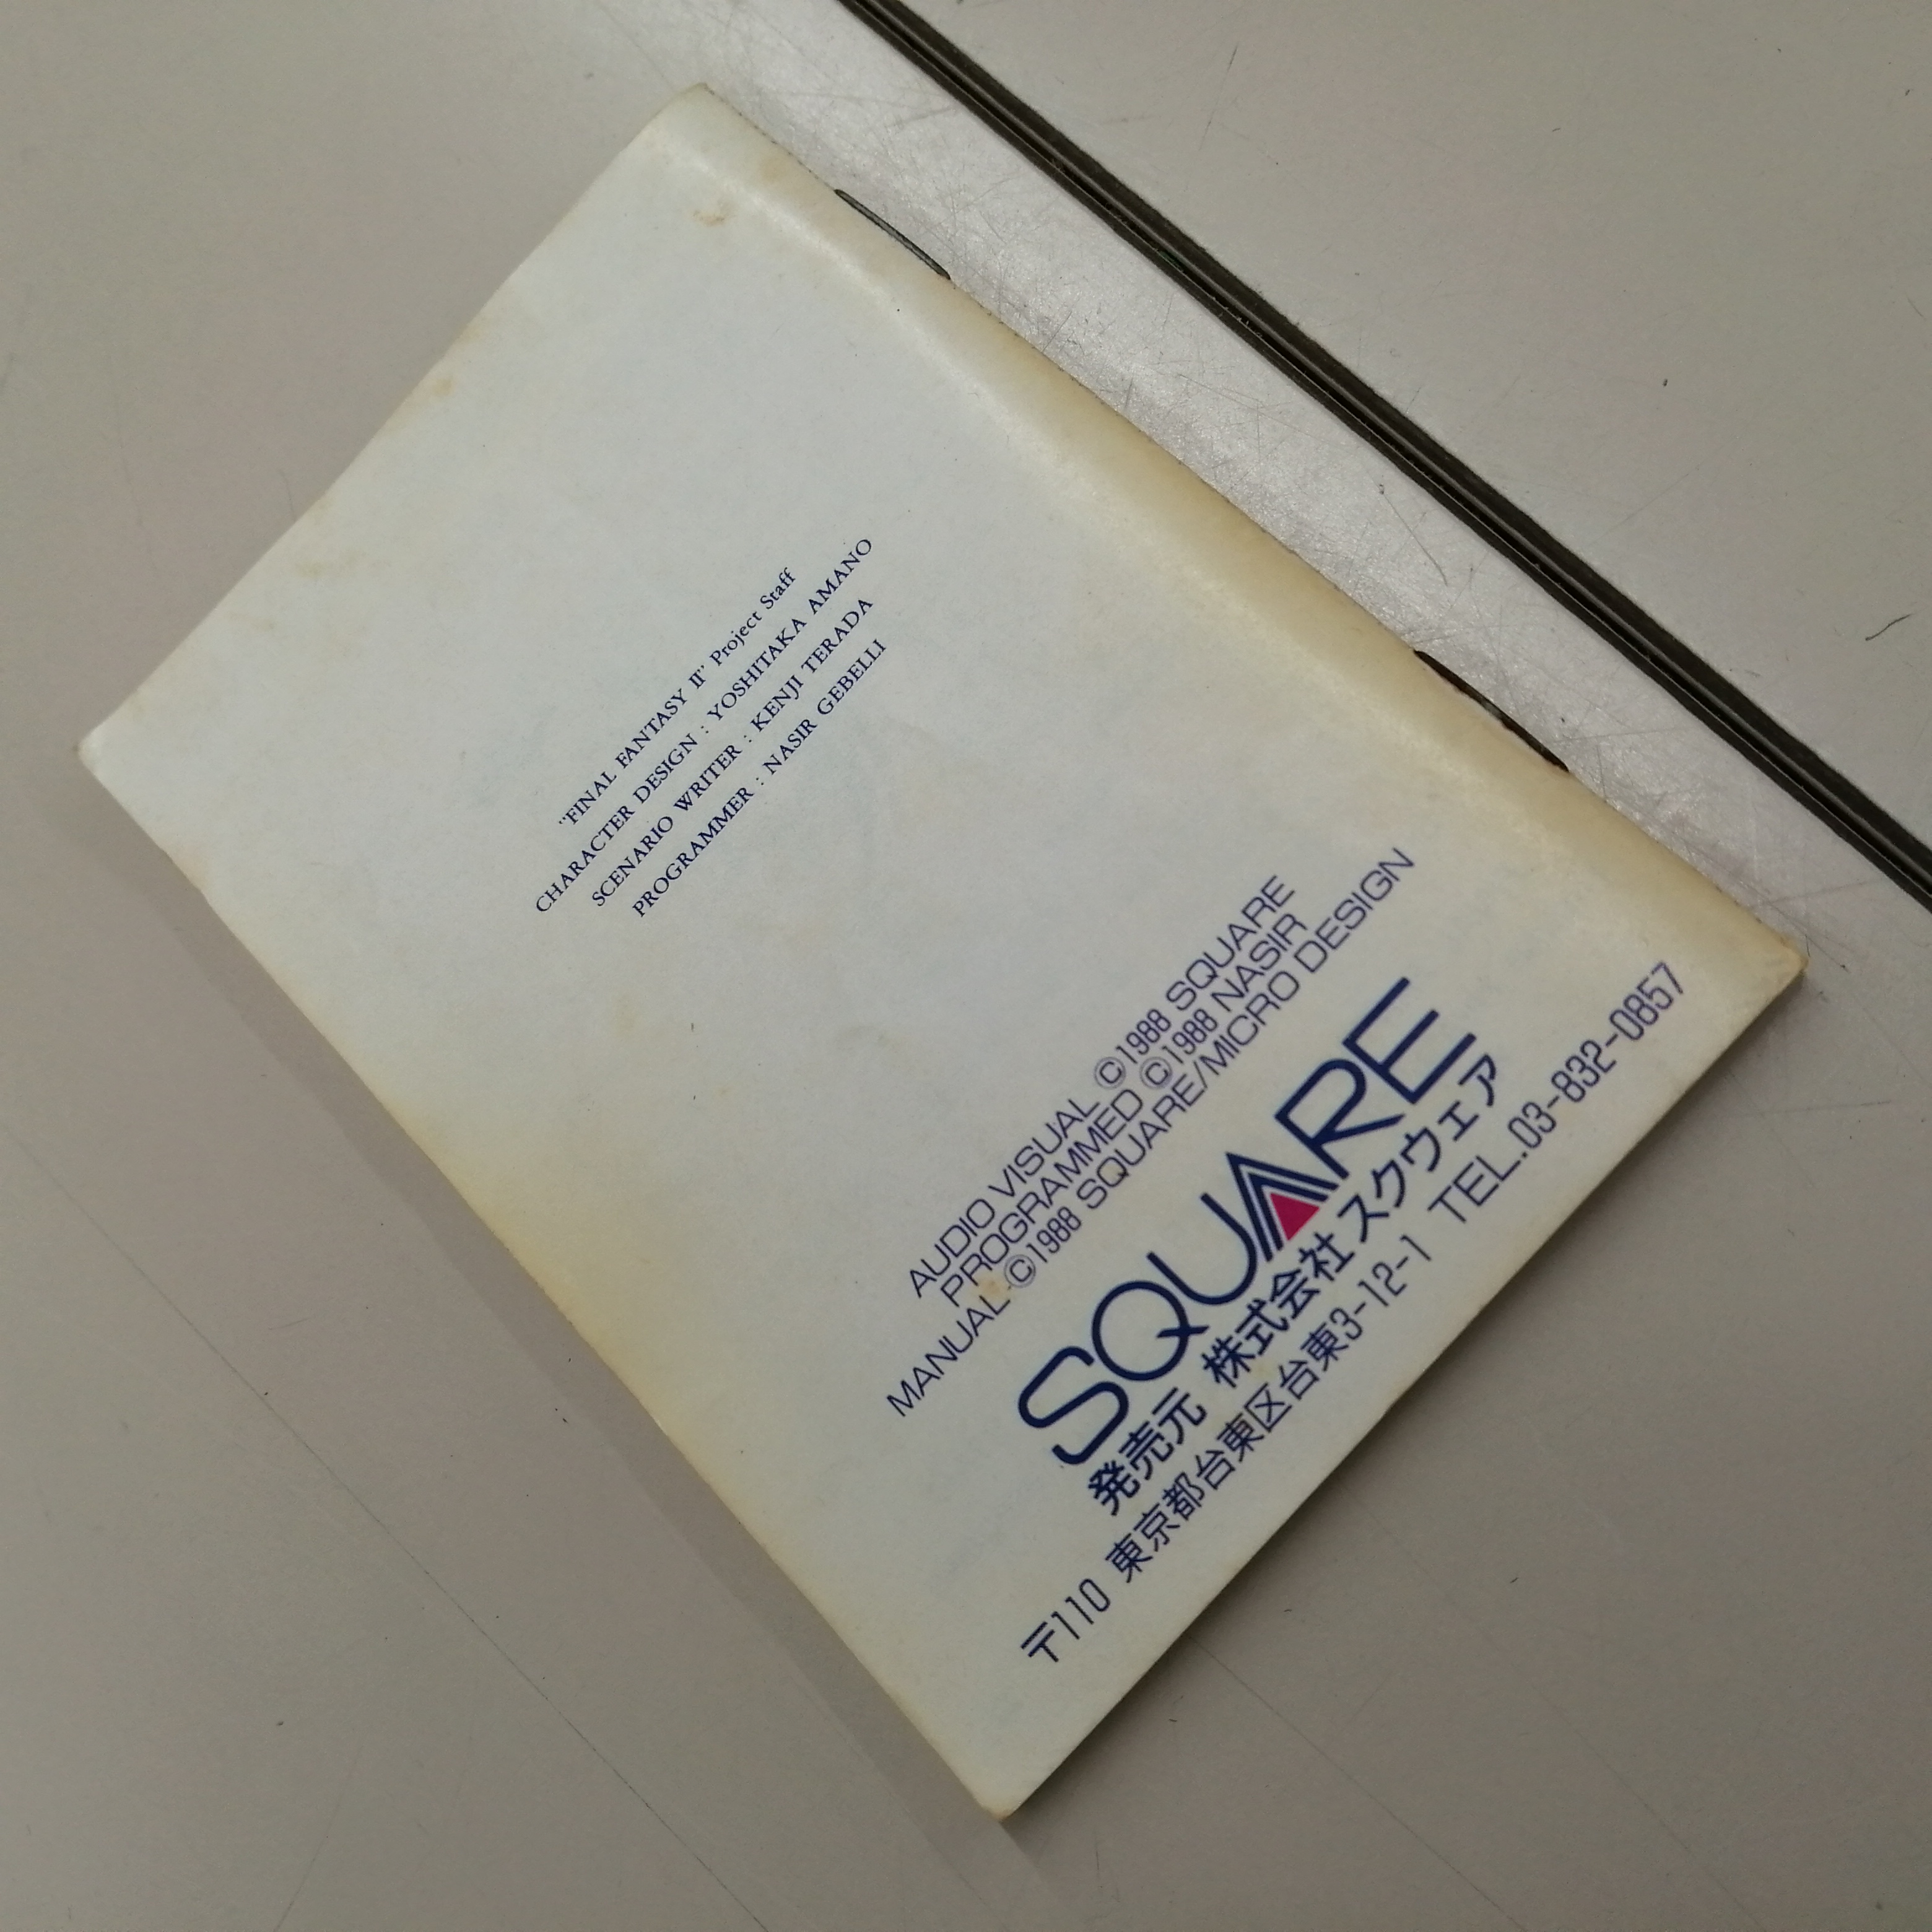 "FINAL FANTASY II" Project Staff
CHARACTER DESIGN : YOSHITAKA AMANO
SCENARIO WRITER : KENJI TERADA
PROGRAMMER : NASIR GEBELLI
AUDIO VISUAL ©1988 SQUARE
PROGRAMMED ©1988 NASIR
MANUAL ©1988 SQUARE/MICRO DESIGN
SQUARE
発売元 株式会社スクウェア
〒110 東京都台東区台東3-12-1 TEL.03-832-0857